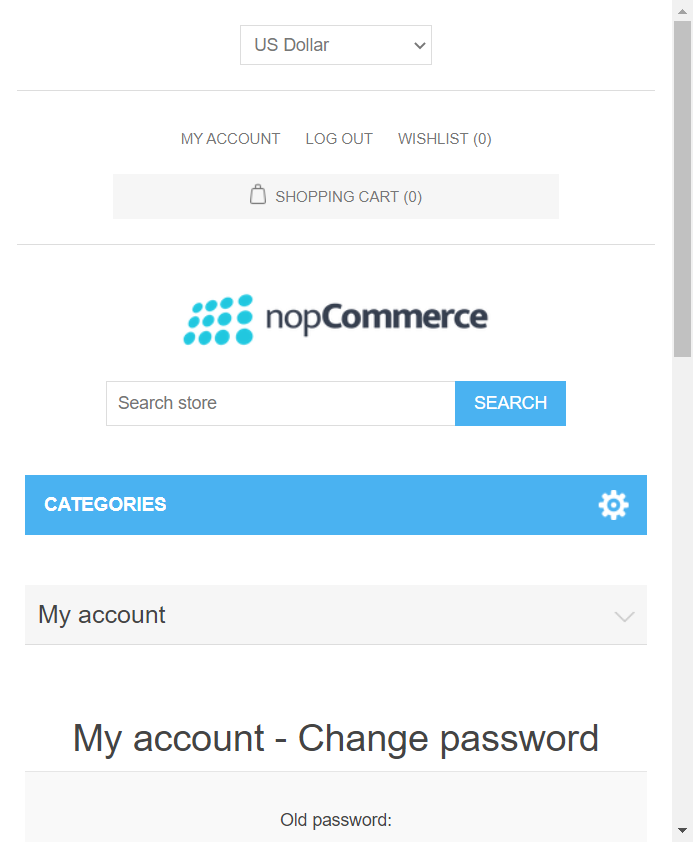 US Dollar
MY ACCOUNT LOG OUT WISHLIST (0)
SHOPPING CART (0)
nopCommerce
Search store SEARCH
CATEGORIES
My account
My account - Change password
Old password: